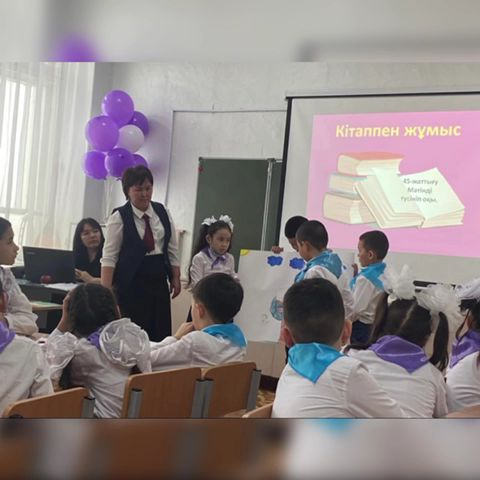 Кітаппен жұмыс
45-жаттығу
Мәтінді
түсініп оқы.